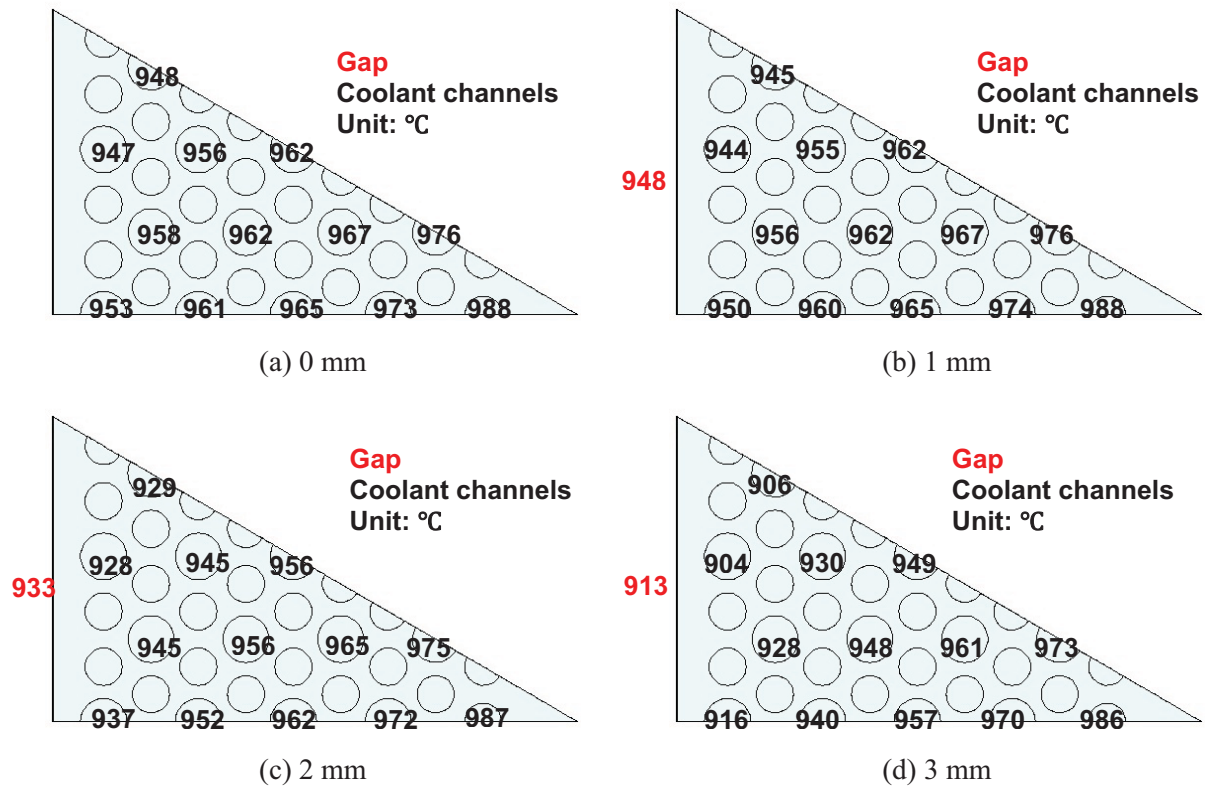 948
Gap
Coolant channels
Unit: ℃
947 956 962
958 962 967 976
953 961 965 973 988
(a) 0 mm
945
Gap
Coolant channels
Unit: ℃
944 955 962
948
956 962 967 976
950 960 965 974 988
(b) 1 mm
929
Gap
Coolant channels
Unit: ℃
928 945 956
933
945 956 965 975
937 952 962 972 987
(c) 2 mm
906
Gap
Coolant channels
Unit: ℃
904 930 949
913
928 948 961 973
916 940 957 970 986
(d) 3 mm